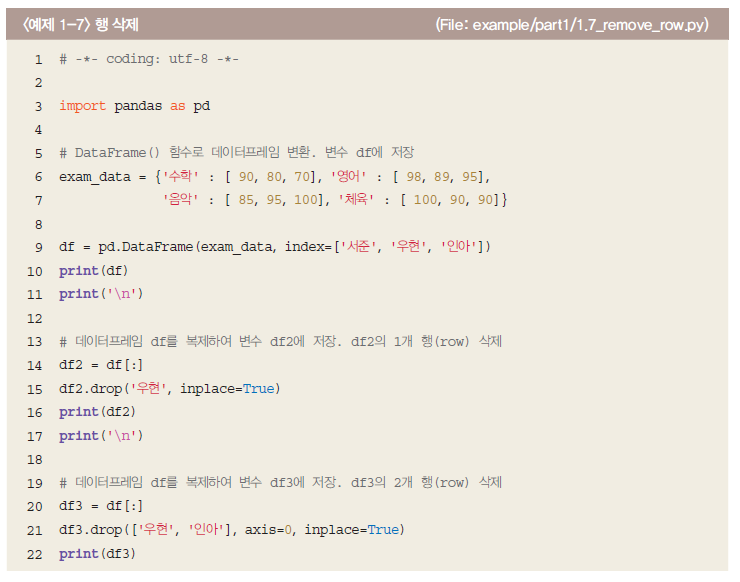 〈예제 1-7〉 행 삭제 (File: example/part1/1.7_remove_row.py)
1 # -*- coding: utf-8 -*-
2
3 import pandas as pd
4
5 # DataFrame() 함수로 데이터프레임 변환. 변수 df에 저장
6 exam_data = {'수학' : [ 90, 80, 70], '영어' : [ 98, 89, 95],
7 '음악' : [ 85, 95, 100], '체육' : [ 100, 90, 90]}
8
9 df = pd.DataFrame(exam_data, index=['서준', '우현', '인아'])
10 print(df)
11 print('\n')
12
13 # 데이터프레임 df를 복제하여 변수 df2에 저장. df2의 1개 행(row) 삭제
14 df2 = df[:]
15 df2.drop('우현', inplace=True)
16 print(df2)
17 print('\n')
18
19 # 데이터프레임 df를 복제하여 변수 df3에 저장. df3의 2개 행(row) 삭제
20 df3 = df[:]
21 df3.drop(['우현', '인아'], axis=0, inplace=True)
22 print(df3)